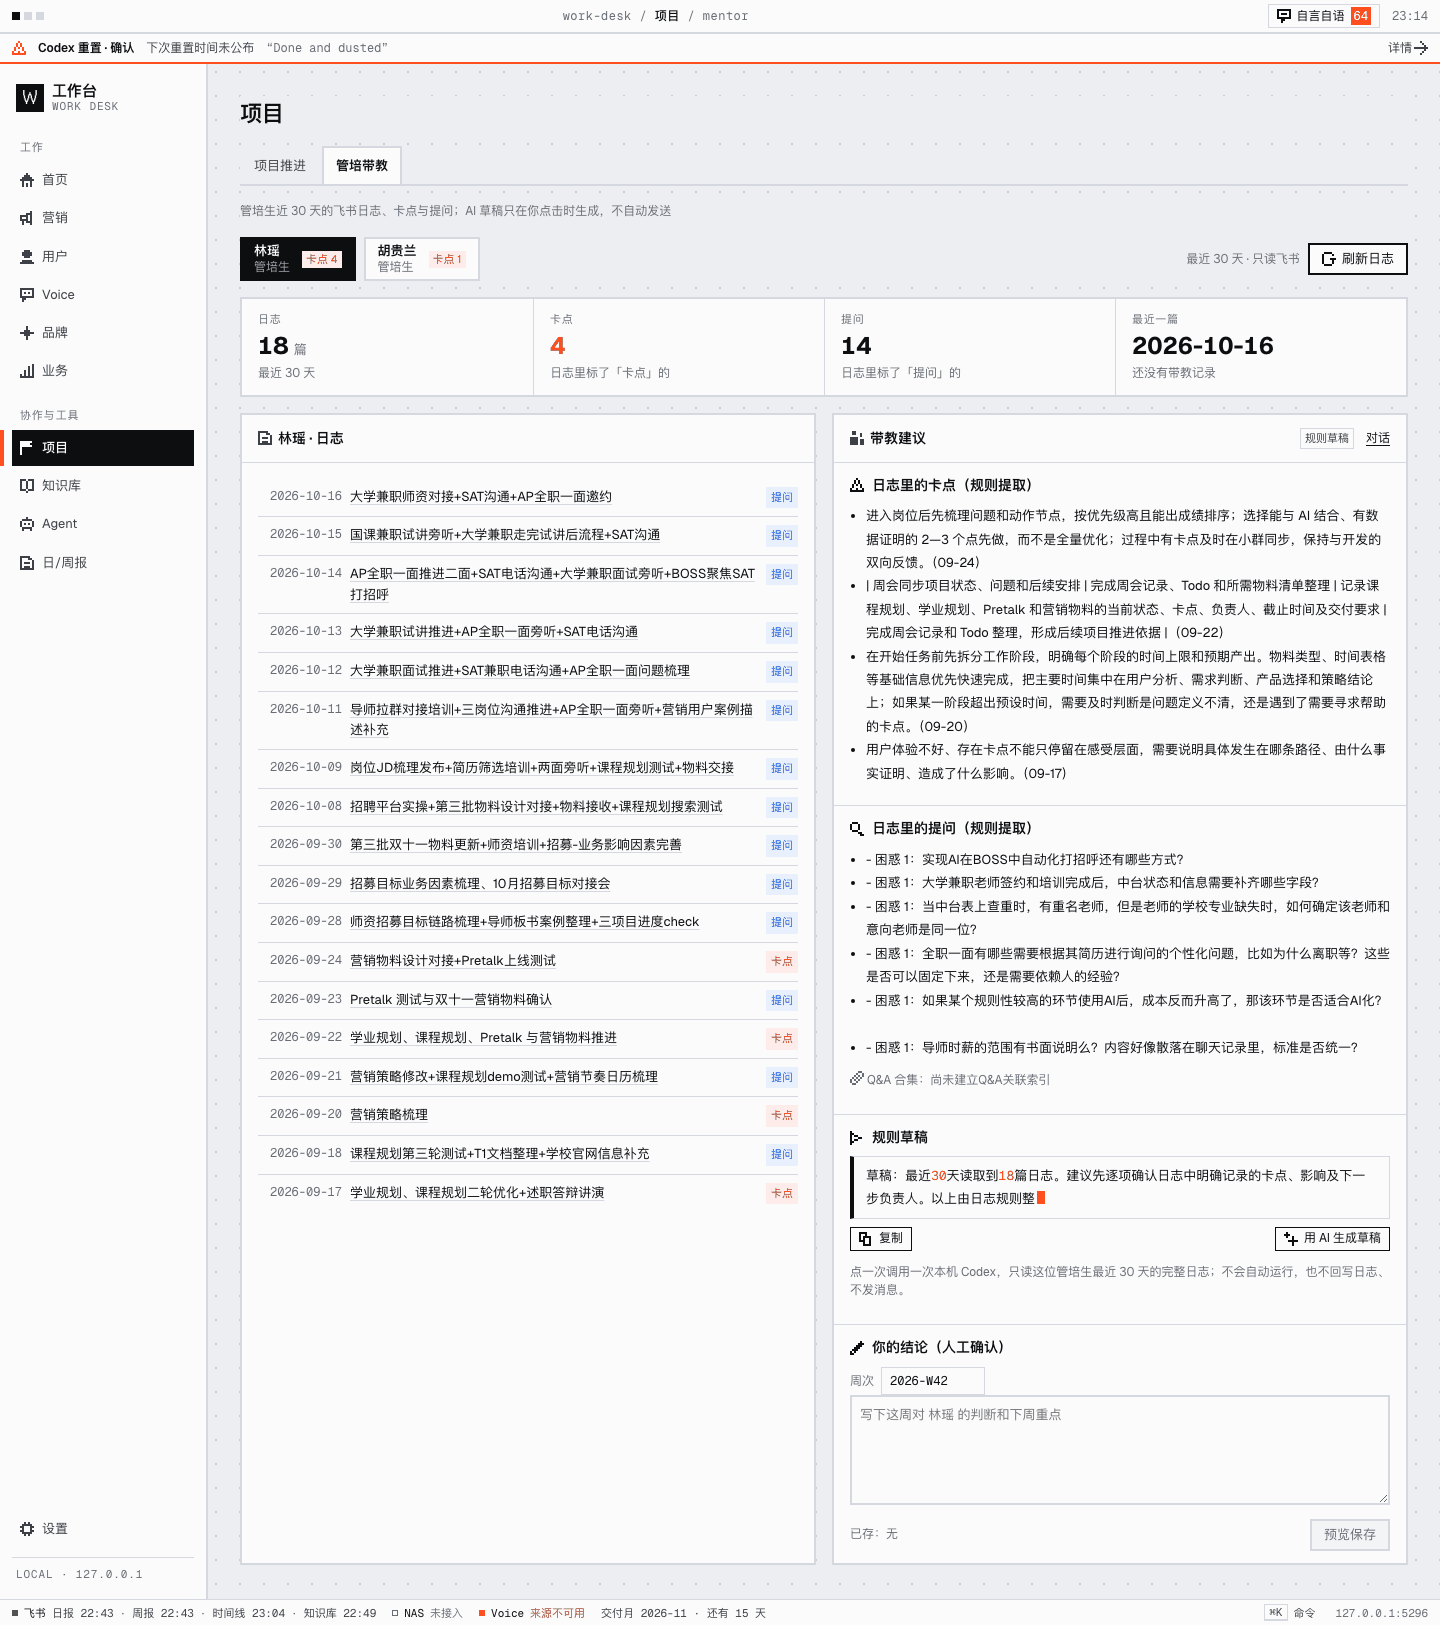 work-desk / 项目 / mentor
自言自语 64
23:14
Codex 重置 · 确认 下次重置时间未公布 “Done and dusted”
详情
W
工作台
WORK DESK
工作
首页
营销
用户
Voice
品牌
业务
协作与工具
项目
知识库
Agent
日/周报
设置
LOCAL · 127.0.0.1
项目
项目推进
管培带教
管培生近 30 天的飞书日志、卡点与提问；AI 草稿只在你点击时生成，不自动发送
林瑶
管培生
卡点 4
胡贵兰
管培生
卡点 1
最近 30 天 · 只读飞书
刷新日志
日志
18 篇
最近 30 天
卡点
4
日志里标了「卡点」的
提问
14
日志里标了「提问」的
最近一篇
2026-10-16
还没有带教记录
林瑶 · 日志
2026-10-16 大学兼职师资对接+SAT沟通+AP全职一面邀约 提问
2026-10-15 国课兼职试讲旁听+大学兼职走完试讲后流程+SAT沟通 提问
2026-10-14 AP全职一面推进二面+SAT电话沟通+大学兼职面试旁听+BOSS聚焦SAT 提问
打招呼
2026-10-13 大学兼职试讲推进+AP全职一面旁听+SAT电话沟通 提问
2026-10-12 大学兼职面试推进+SAT兼职电话沟通+AP全职一面问题梳理 提问
2026-10-11 导师拉群对接培训+三岗位沟通推进+AP全职一面旁听+营销用户案例描 提问
述补充
2026-10-09 岗位JD梳理发布+简历筛选培训+两面旁听+课程规划测试+物料交接 提问
2026-10-08 招聘平台实操+第三批物料设计对接+物料接收+课程规划搜索测试 提问
2026-09-30 第三批双十一物料更新+师资培训+招募-业务影响因素完善 提问
2026-09-29 招募目标业务因素梳理、10月招募目标对接会 提问
2026-09-28 师资招募目标链路梳理+导师板书案例整理+三项目进度check 提问
2026-09-24 营销物料设计对接+Pretalk上线测试 卡点
2026-09-23 Pretalk 测试与双十一营销物料确认 提问
2026-09-22 学业规划、课程规划、Pretalk 与营销物料推进 卡点
2026-09-21 营销策略修改+课程规划demo测试+营销节奏日历梳理 提问
2026-09-20 营销策略梳理 卡点
2026-09-18 课程规划第三轮测试+T1文档整理+学校官网信息补充 提问
2026-09-17 学业规划、课程规划二轮优化+述职答辩讲演 卡点
带教建议
规则草稿
对话
日志里的卡点（规则提取）
• 进入岗位后先梳理问题和动作节点，按优先级高且能出成绩排序；选择能与 AI 结合、有数
据证明的 2—3 个点先做，而不是全量优化；过程中有卡点及时在小群同步，保持与开发的
双向反馈。（09-24）
• | 周会同步项目状态、问题和后续安排 | 完成周会记录、Todo 和所需物料清单整理 | 记录课
程规划、学业规划、Pretalk 和营销物料的当前状态、卡点、负责人、截止时间及交付要求 |
完成周会记录和 Todo 整理，形成后续项目推进依据 |（09-22）
• 在开始任务前先拆分工作阶段，明确每个阶段的时间上限和预期产出。物料类型、时间表格
等基础信息优先快速完成，把主要时间集中在用户分析、需求判断、产品选择和策略结论
上；如果某一阶段超出预设时间，需要及时判断是问题定义不清，还是遇到了需要寻求帮助
的卡点。（09-20）
• 用户体验不好、存在卡点不能只停留在感受层面，需要说明具体发生在哪条路径、由什么事
实证明、造成了什么影响。（09-17）
日志里的提问（规则提取）
• - 困惑 1：实现AI在BOSS中自动化打招呼还有哪些方式？
• - 困惑 1：大学兼职老师签约和培训完成后，中台状态和信息需要补齐哪些字段？
• - 困惑 1：当中台表上查重时，有重名老师，但是老师的学校专业缺失时，如何确定该老师和
意向老师是同一位？
• - 困惑 1：全职一面有哪些需要根据其简历进行询问的个性化问题，比如为什么离职等？这些
是否可以固定下来，还是需要依赖人的经验？
• - 困惑 1：如果某个规则性较高的环节使用AI后，成本反而升高了，那该环节是否适合AI化？
• - 困惑 1：导师时薪的范围有书面说明么？内容好像散落在聊天记录里，标准是否统一？
Q&A 合集：尚未建立Q&A关联索引
规则草稿
草稿：最近30天读取到18篇日志。建议先逐项确认日志中明确记录的卡点、影响及下一
步负责人。以上由日志规则整
复制
用 AI 生成草稿
点一次调用一次本机 Codex，只读这位管培生最近 30 天的完整日志；不会自动运行，也不回写日志、
不发消息。
你的结论（人工确认）
周次 2026-W42
写下这周对 林瑶 的判断和下周重点
已存：无
预览保存
飞书 日报 22:43 · 周报 22:43 · 时间线 23:04 · 知识库 22:49 NAS 未接入 Voice 来源不可用 交付月 2026-11 · 还有 15 天
⌘K 命令 127.0.0.1:5296